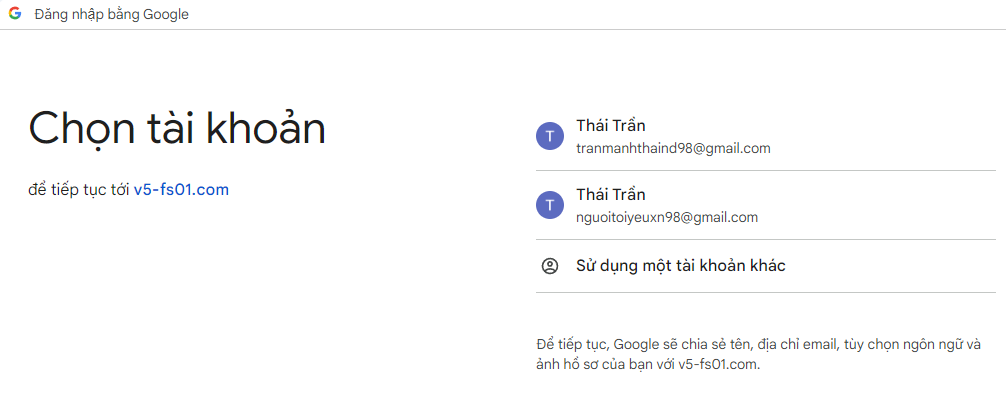 Đăng nhập bằng Google
Chọn tài khoản
để tiếp tục tới v5-fs01.com
T
Thái Trần
tranmanhthaind98@gmail.com
T
Thái Trần
nguoitoiyeuxn98@gmail.com
Sử dụng một tài khoản khác
Để tiếp tục, Google sẽ chia sẻ tên, địa chỉ email, tùy chọn ngôn ngữ và
ảnh hồ sơ của bạn với v5-fs01.com.